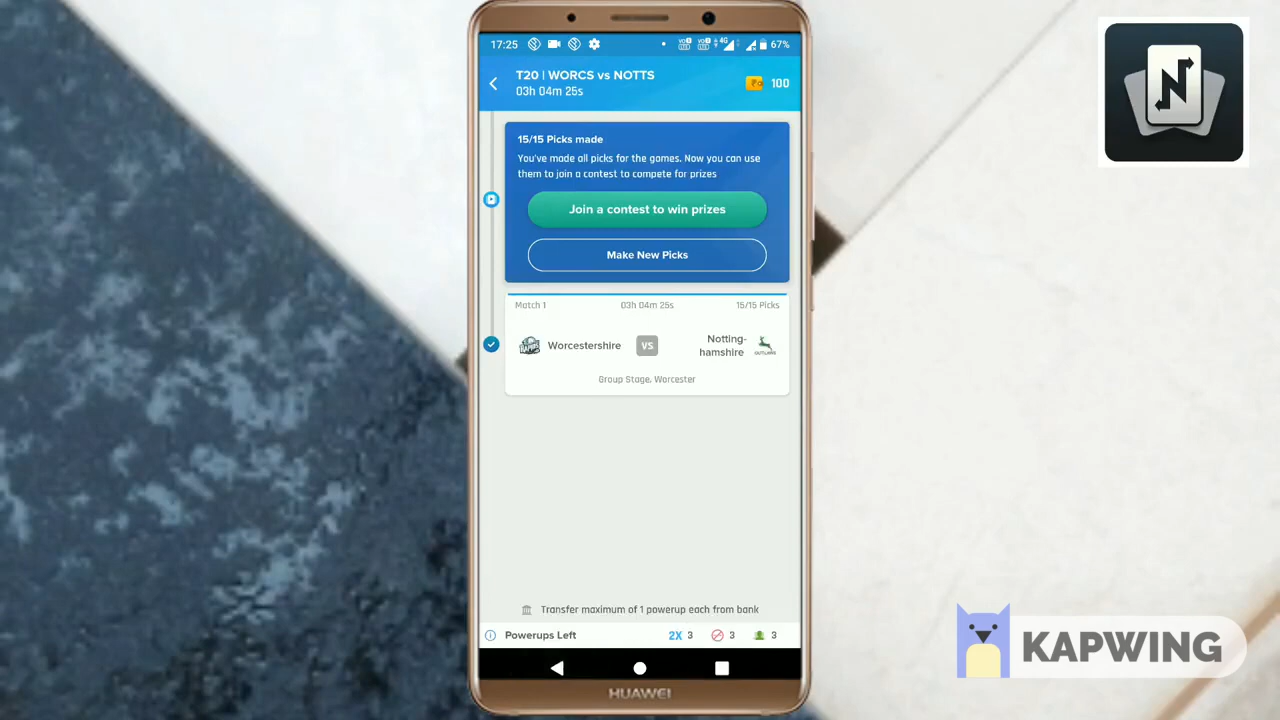 17:25
67%
T20 | WORCS vs NOTTS
03h 04m 25s
100
15/15 Picks made
You've made all picks for the games. Now you can use
them to join a contest to compete for prizes
Join a contest to win prizes
Make New Picks
Match 1 03h 04m 25s 15/15 Picks
Worcestershire VS Notting-
hamshire
Group Stage, Worcester
Transfer maximum of 1 powerup each from bank
Powerups Left 2X 3 3 3
HUAWEI
N
KAPWING